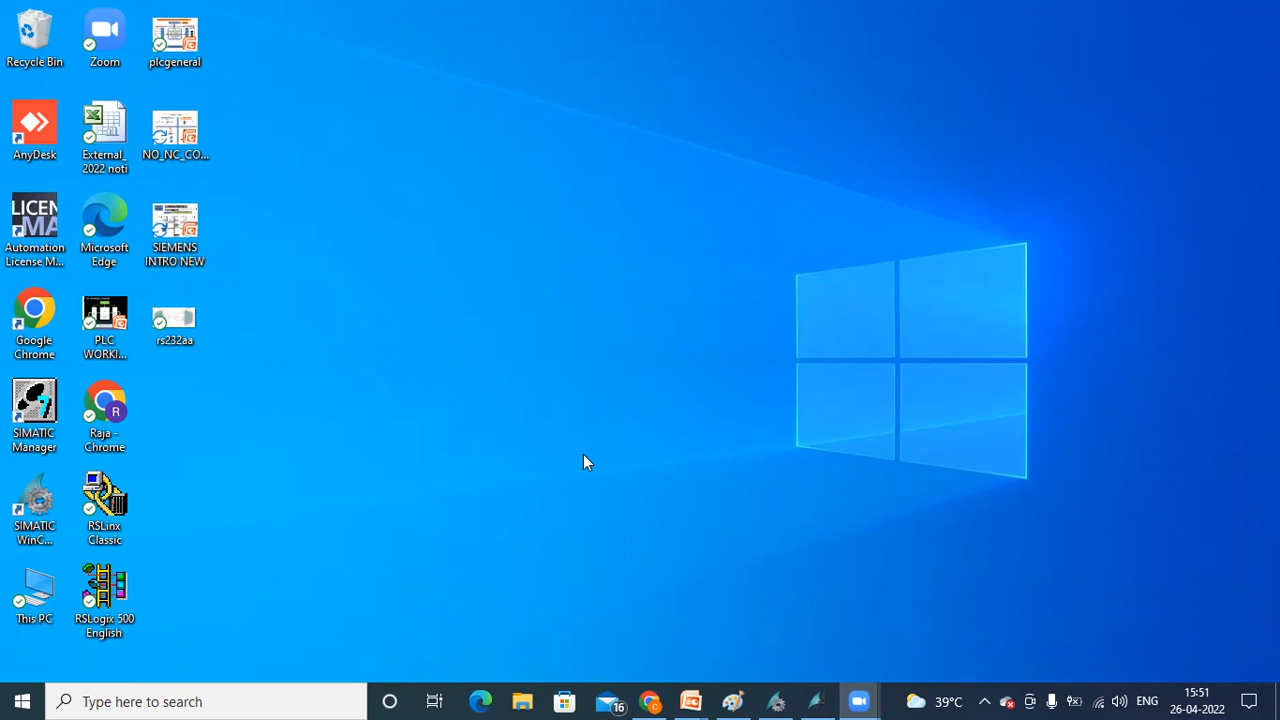 Recycle Bin
Zoom
plcgeneral
AnyDesk
External_
2022 noti
NO_NC_CO...
LICEN
MA
Automation
License M...
Microsoft
Edge
SIEMENS
INTRO NEW
Google
Chrome
PLC
WORKI...
rs232aa
SIMATIC
Manager
R
Raja -
Chrome
SIMATIC
WinC...
RSLinx
Classic
This PC
RSLogix 500
English
Type here to search
16
39°C
ENG
15:51
26-04-2022